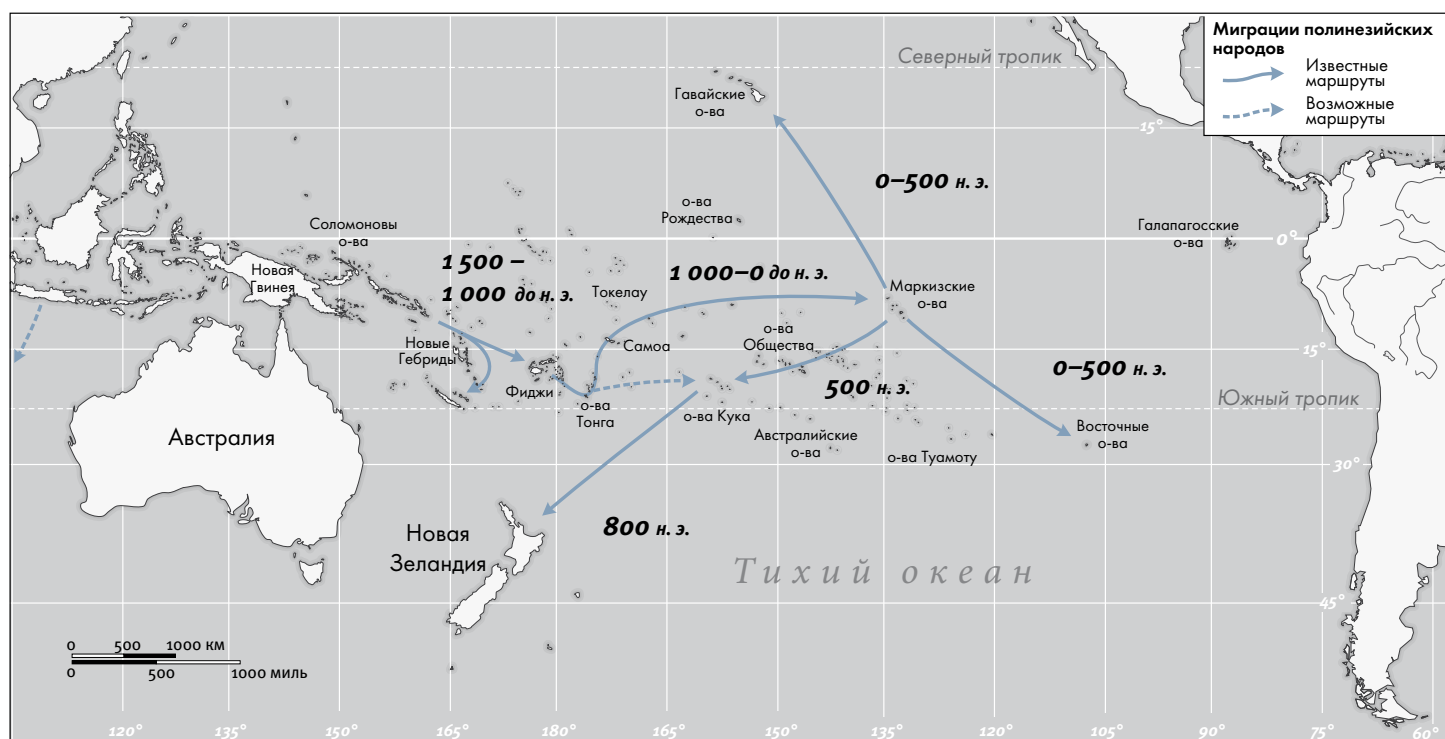 Миграции полинезийских
народов
Известные
маршруты
Возможные
маршруты
Северный тропик
Гавайские
о-ва
15°
0–500 н. э.
о-ва
Рождества
Соломоновы
о-ва
Галапагосские
о-ва
0°
1 500 –
1 000 до н. э.
1 000–0 до н. э.
Новая
Гвинея
Токелау
Маркизские
о-ва
Новые
Гебриды
Самоа
о-ва
Общества
15°
0–500 н. э.
Фиджи
500 н. э.
о-ва
Тонга
о-ва Кука
Южный тропик
Австралия
Австралийские
о-ва
о-ва Туамоту
Восточные
о-ва
30°
800 н. э.
Новая
Зеландия
Тихий океан
45°
0 500 1000 КМ
0 500 1000 МИЛЬ
120° 135° 150° 165° 180° 165° 150° 135° 120° 105° 90° 75° 60°